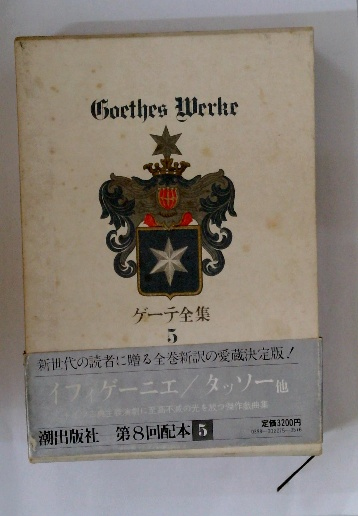 Goethes Werke
ゲーテ全集
5
新世代の読者に贈る全巻新訳の愛蔵決定版！
イフィゲーニエ／タッソー他
潮出版社 第8回配本 5
定価3200円